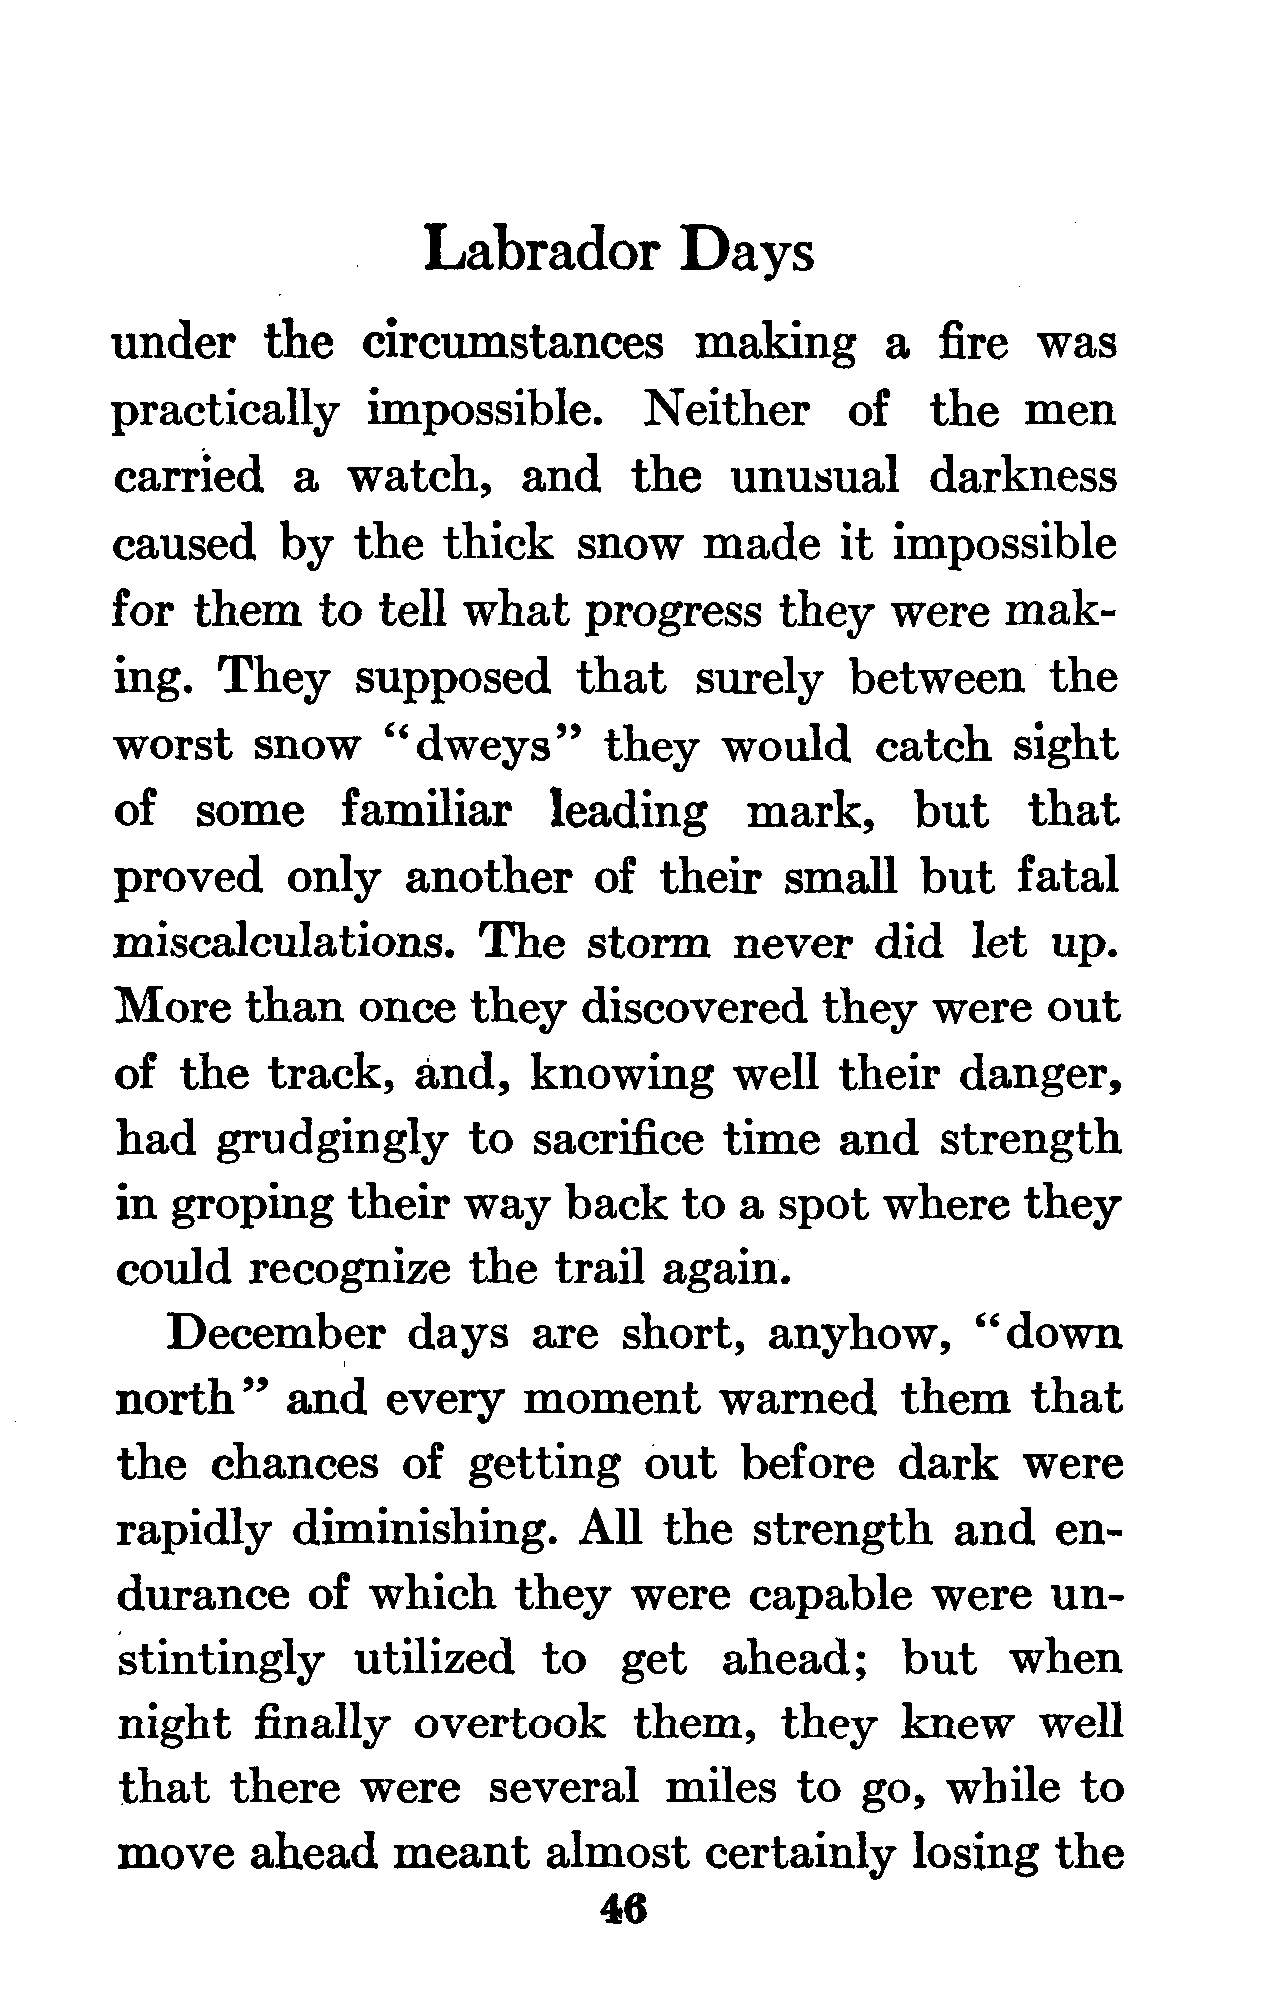 Labrador Days
under the circumstances making a fire was
practically impossible. Neither of the men
carried a watch, and the unusual darkness
caused by the thick snow made it impossible
for them to tell what progress they were mak-
ing. They supposed that surely between the
worst snow “dweys” they would catch sight
of some familiar leading mark, but that
proved only another of their small but fatal
miscalculations. The storm never did let up.
More than once they discovered they were out
of the track, and, knowing well their danger,
had grudgingly to sacrifice time and strength
in groping their way back to a spot where they
could recognize the trail again.
December days are short, anyhow, “down
north” and every moment warned them that
the chances of getting out before dark were
rapidly diminishing. All the strength and en-
durance of which they were capable were un-
stintingly utilized to get ahead; but when
night finally overtook them, they knew well
that there were several miles to go, while to
move ahead meant almost certainly losing the
46